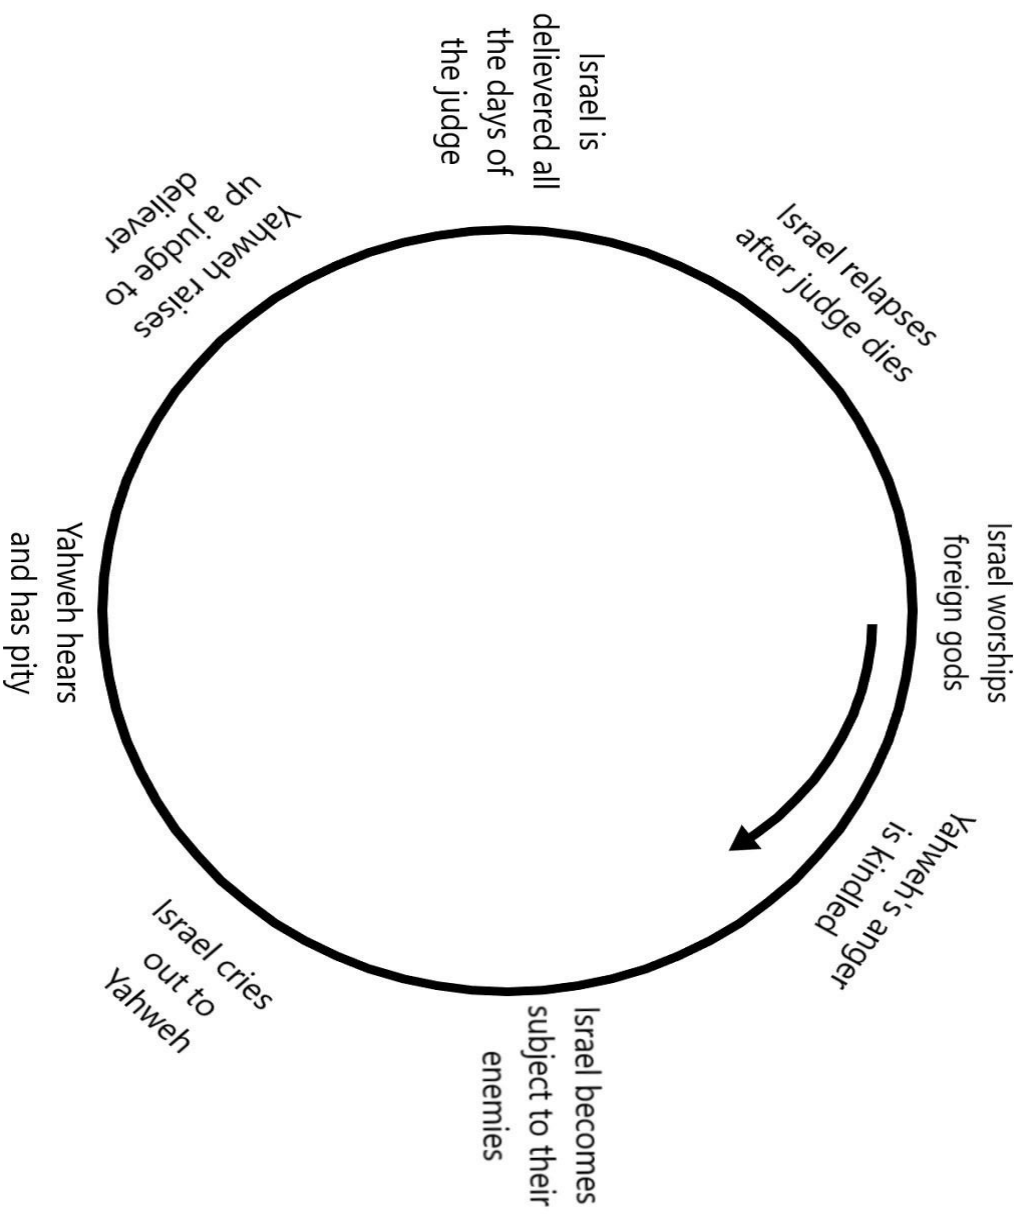 Israel worships
foreign gods
Yahweh's anger
is kindled
Israel becomes
subject to their
enemies
Israel cries
out to
Yahweh
Yahweh hears
and has pity
Yahweh raises
up a judge to
deliever
Israel is
delievered all
the days of
the judge
Israel relapses
after judge dies